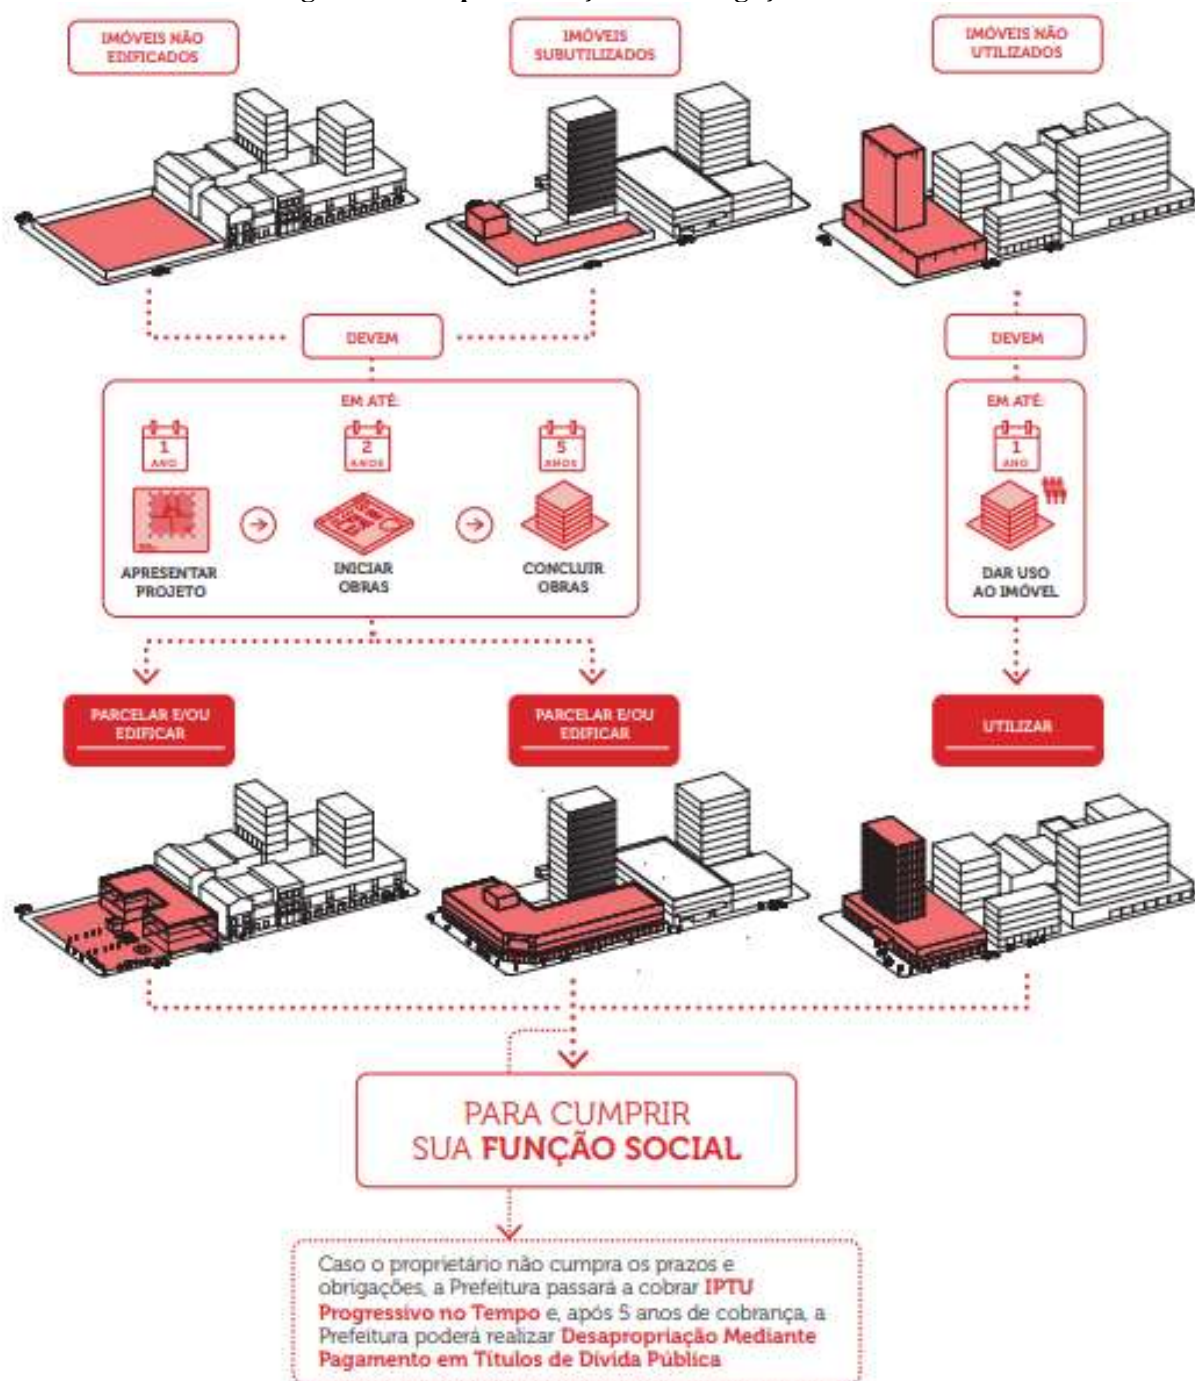 IMÓVEIS NÃO
EDIFICADOS
IMÓVEIS
SUBUTILIZADOS
IMÓVEIS NÃO
UTILIZADOS
DEVEM
DEVEM
EM ATÉ:
1
ANO
2
ANOS
5
ANOS
APRESENTAR
PROJETO
INICIAR
OBRAS
CONCLUIR
OBRAS
EM ATÉ:
1
ANO
DAR USO
AO IMÓVEL
PARCELAR E/OU
EDIFICAR
PARCELAR E/OU
EDIFICAR
UTILIZAR
PARA CUMPRIR
SUA FUNÇÃO SOCIAL
Caso o proprietário não cumpra os prazos e
obrigações, a Prefeitura passará a cobrar IPTU
Progressivo no Tempo e, após 5 anos de cobrança, a
Prefeitura poderá realizar Desapropriação Mediante
Pagamento em Títulos de Dívida Pública